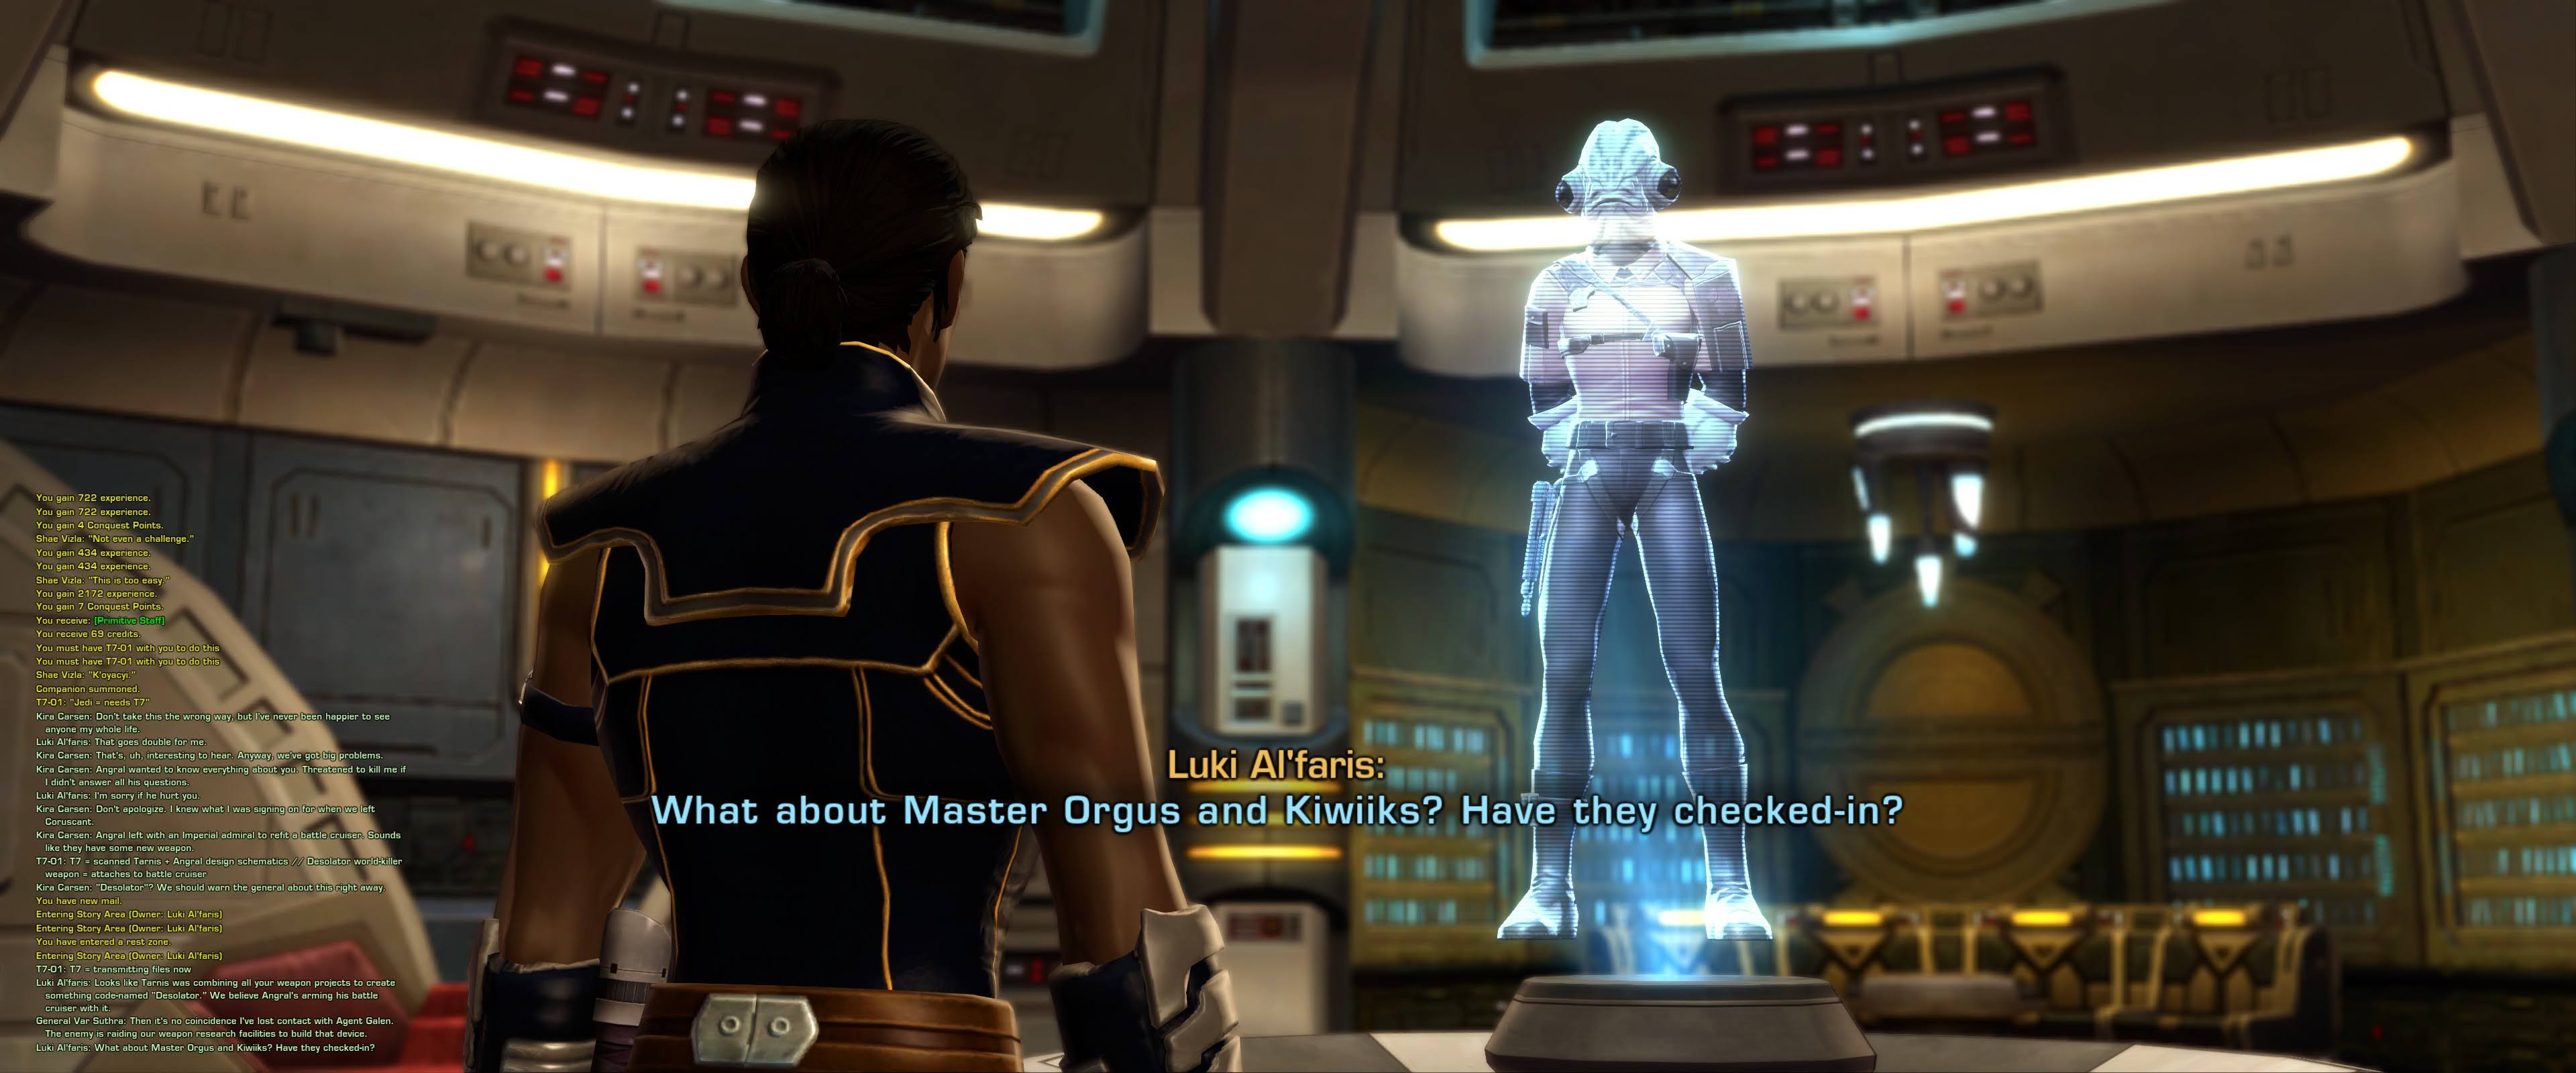 You gain 722 experience.
You gain 722 experience.
You gain 4 Conquest Points.
Shae Vizla: "Not even a challenge."
You gain 434 experience.
You gain 434 experience.
Shae Vizla: "This is too easy."
You gain 2172 experience.
You gain 7 Conquest Points.
You receive: [Primitive Staff]
You receive 69 credits.
You must have T7-01 with you to do this
You must have T7-01 with you to do this
Shae Vizla: "K'oyacyi."
Companion summoned.
T7-01: "Jedi = needs T7"
Kira Carsen: Don't take this the wrong way, but I've never been happier to see
anyone my whole life.
Luki Al'faris: That goes double for me.
Kira Carsen: That's, uh, interesting to hear. Anyway, we've got big problems.
Kira Carsen: Angral wanted to know everything about you. Threatened to kill me if
I didn't answer all his questions.
Luki Al'faris: I'm sorry if he hurt you.
Kira Carsen: Don't apologize. I knew what I was signing on for when we left
Coruscant.
Kira Carsen: Angral left with an Imperial admiral to refit a battle cruiser. Sounds
like they have some new weapon.
T7-01: T7 = scanned Tarnis + Angral design schematics // Desolator world-killer
weapon = attaches to battle cruiser
Kira Carsen: "Desolator"? We should warn the general about this right away.
You have new mail.
Entering Story Area (Owner: Luki Al'faris)
Entering Story Area (Owner: Luki Al'faris)
You have entered a rest zone.
Entering Story Area (Owner: Luki Al'faris)
T7-01: T7 = transmitting files now
Luki Al'faris: Looks like Tarnis was combining all your weapon projects to create
something code-named "Desolator." We believe Angral's arming his battle
cruiser with it.
General Var Suthra: Then it's no coincidence I've lost contact with Agent Galen.
The enemy is raiding our weapon research facilities to build that device.
Luki Al'faris: What about Master Orgus and Kiwiiks? Have they checked-in?
Luki Al'faris:
What about Master Orgus and Kiwiiks? Have they checked-in?